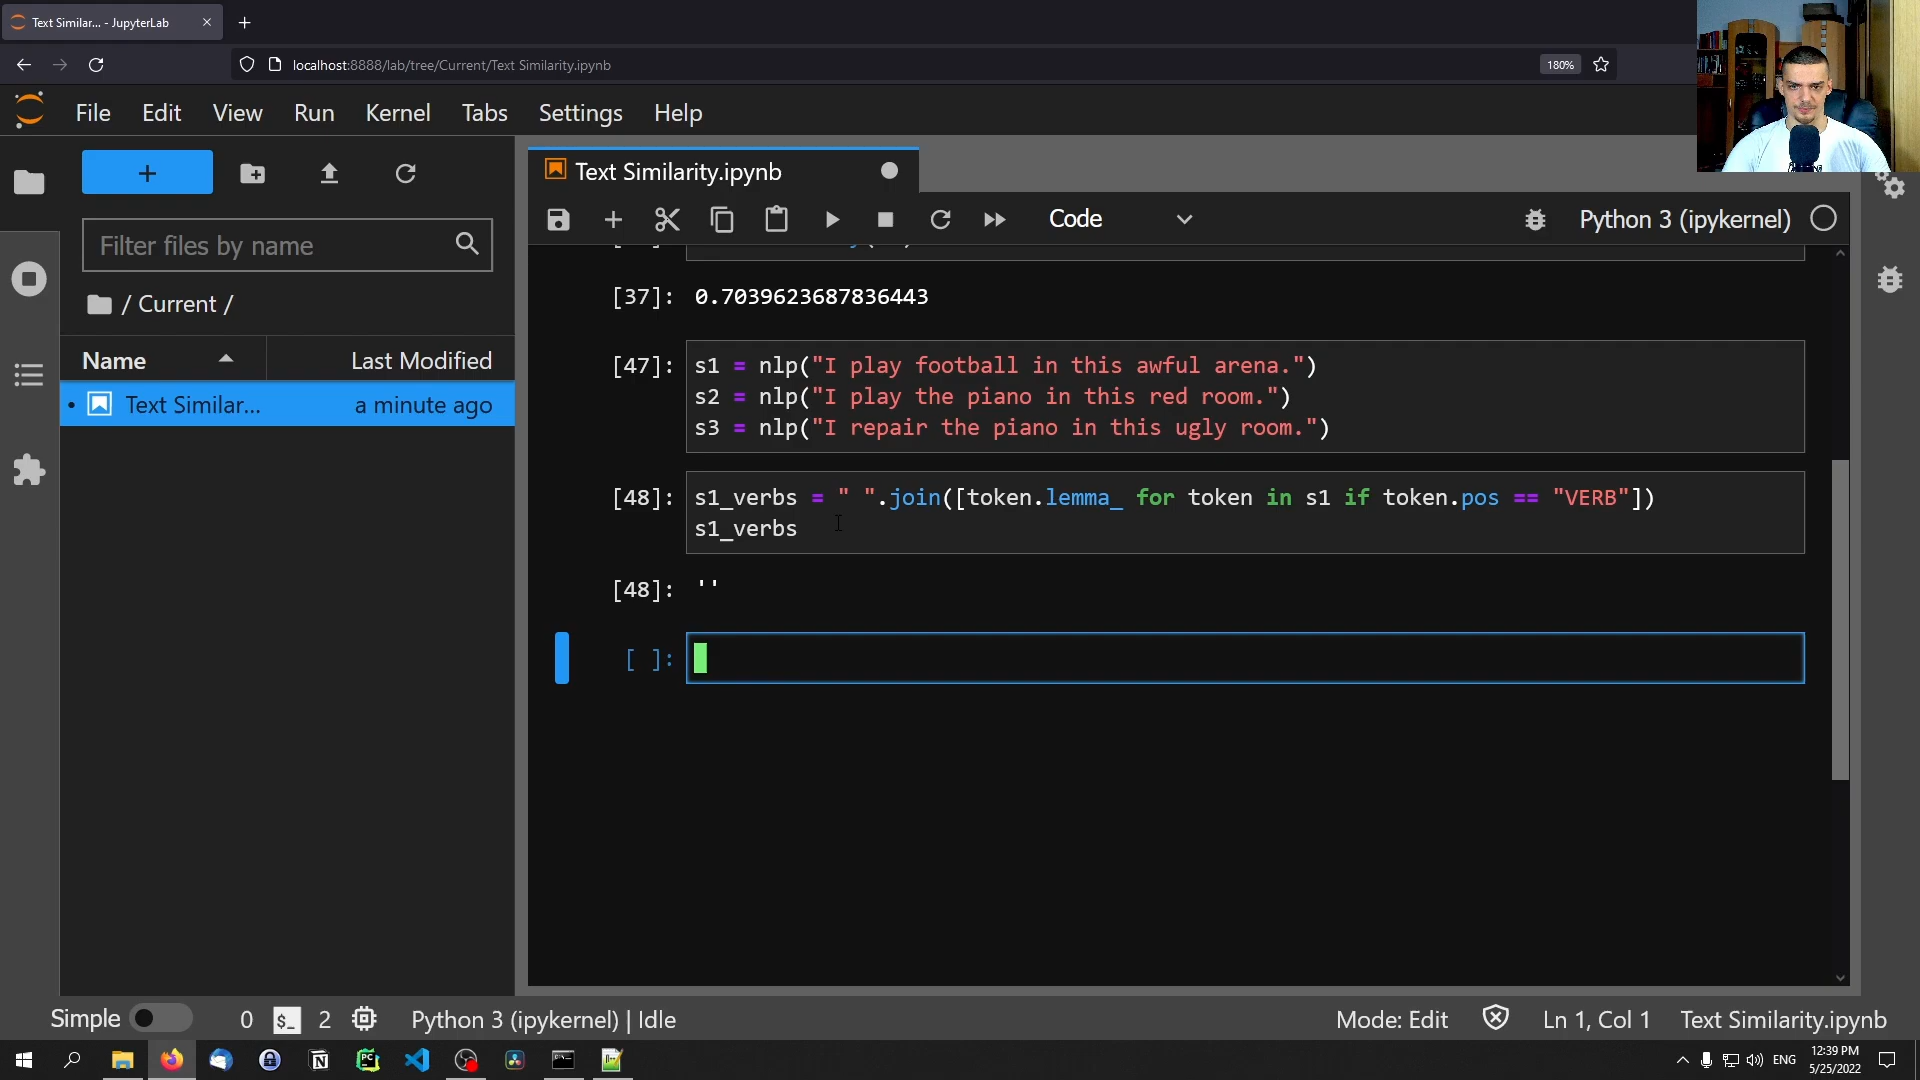 Text Similar... - JupyterLab
localhost:8888/lab/tree/Current/Text Similarity.ipynb
180%
File Edit View Run Kernel Tabs Settings Help
Filter files by name
/ Current /
Name Last Modified
Text Similar... a minute ago
Text Similarity.ipynb
Code
Python 3 (ipykernel)
[37]: 0.7039623687836443
[47]: s1 = nlp("I play football in this awful arena.")
s2 = nlp("I play the piano in this red room.")
s3 = nlp("I repair the piano in this ugly room.")
[48]: s1_verbs = " ".join([token.lemma_ for token in s1 if token.pos == "VERB"])
s1_verbs
[48]: ''
[ ]:
Simple 0 $_ 2 Python 3 (ipykernel) | Idle Mode: Edit Ln 1, Col 1 Text Similarity.ipynb
ENG 12:39 PM
5/25/2022